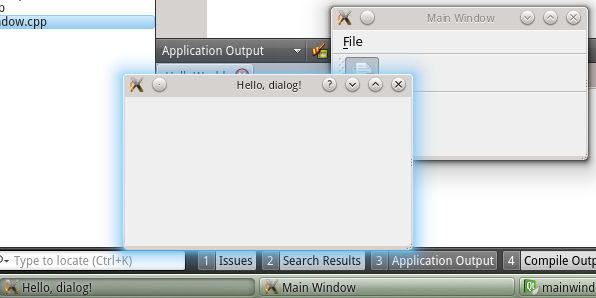 ndow.cpp
Main Window
File
Application Output
Hello, dialog!
?
Type to locate (Ctrl+K)
1 Issues
2 Search Results
3 Application Output
4 Compile Outp
Hello, dialog!
Main Window
mainwind